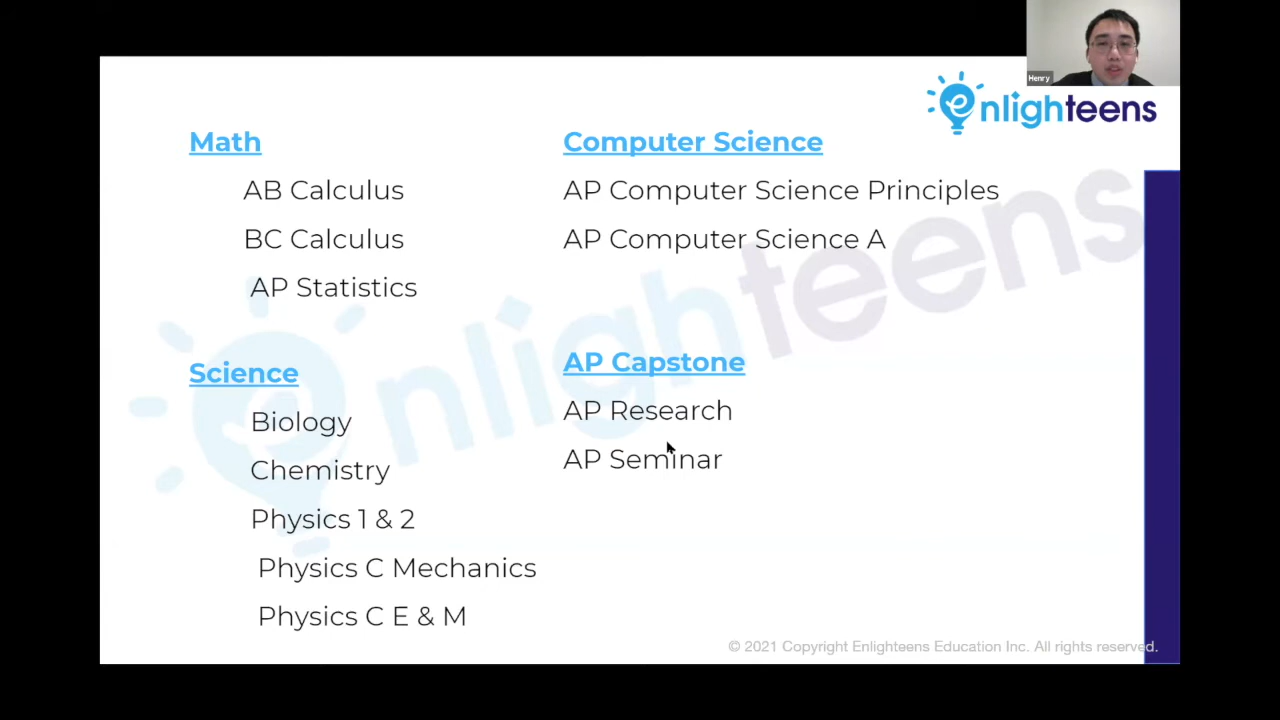 Henry
enlighteens
Math
AB Calculus
BC Calculus
AP Statistics
Science
Biology
Chemistry
Physics 1 & 2
Physics C Mechanics
Physics C E & M
Computer Science
AP Computer Science Principles
AP Computer Science A
AP Capstone
AP Research
AP Seminar
enlighteens
© 2021 Copyright Enlighteens Education Inc. All rights reserved.